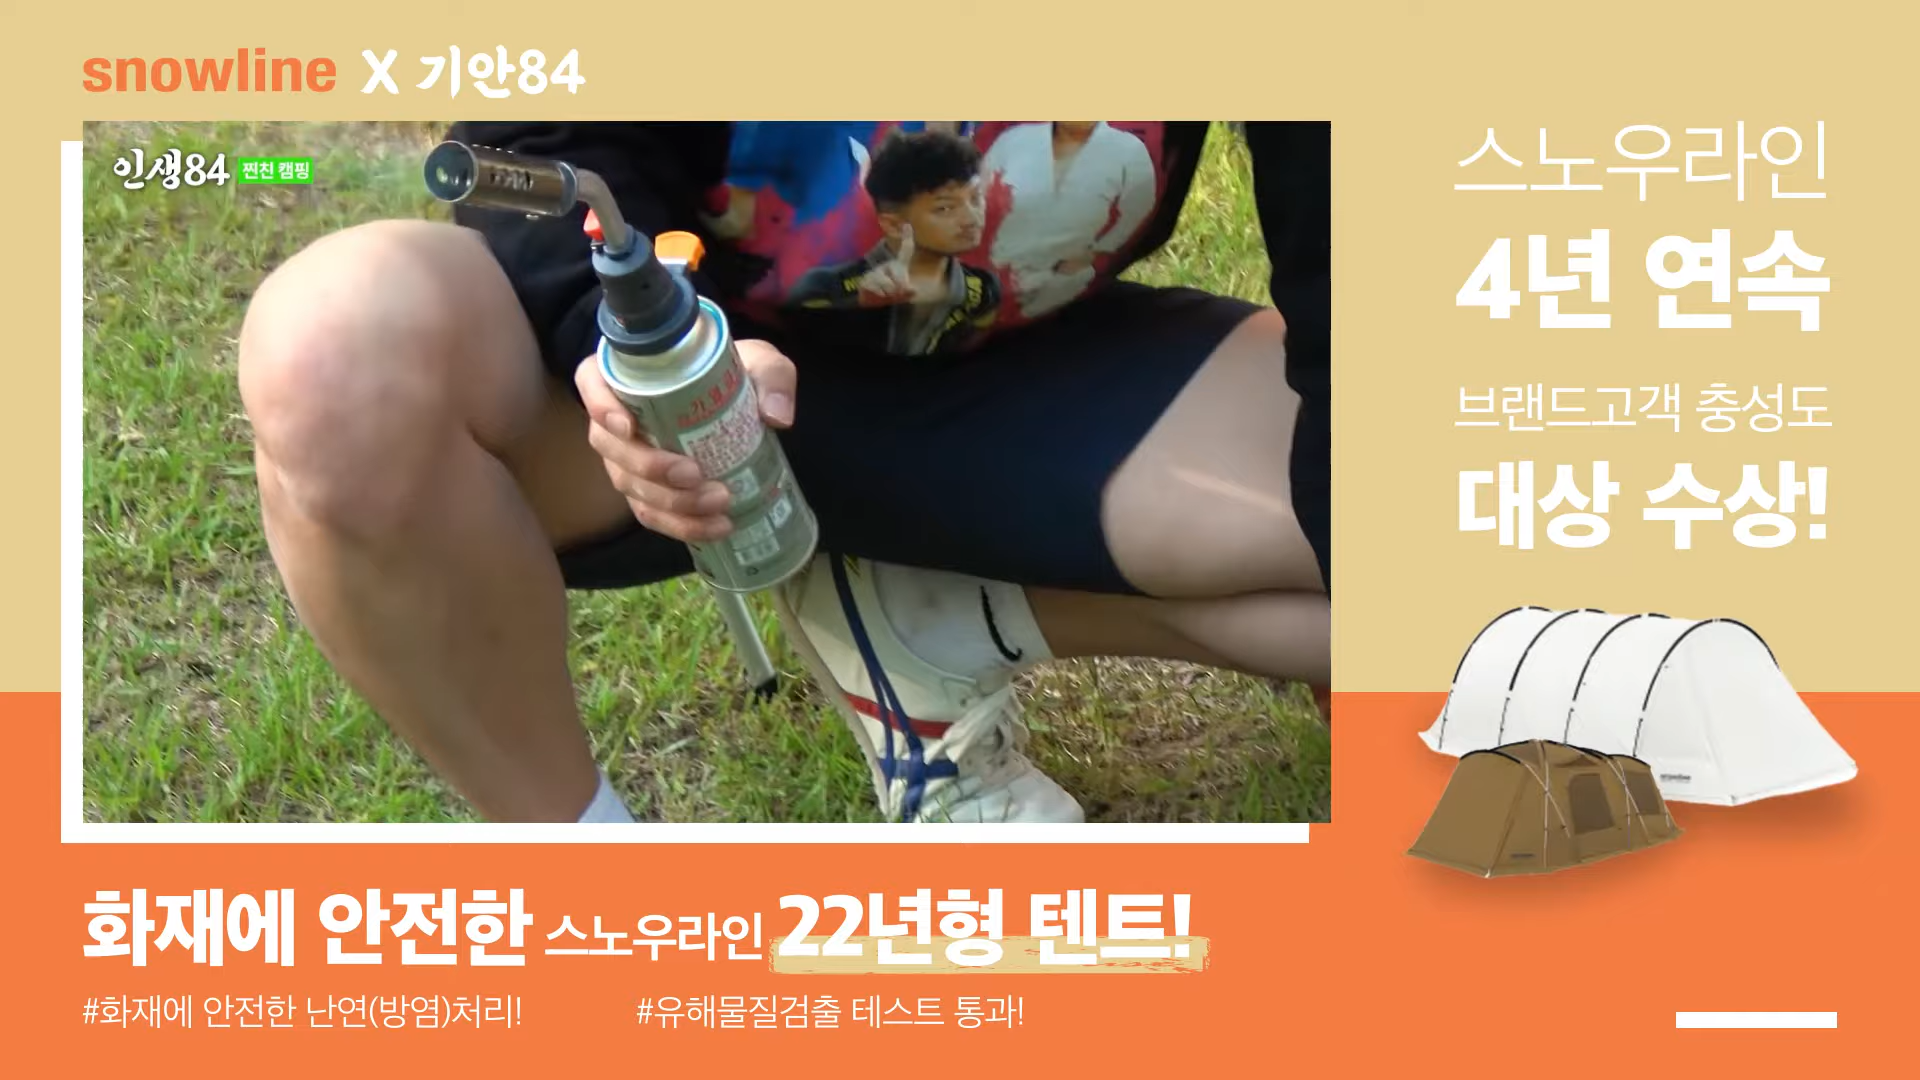 snowline X 기안84
인생84 찐친 캠핑
스노우라인
4년 연속
브랜드고객 충성도
대상 수상!
화재에 안전한 스노우라인 22년형 텐트!
#화재에 안전한 난연(방염)처리! #유해물질검출 테스트 통과!